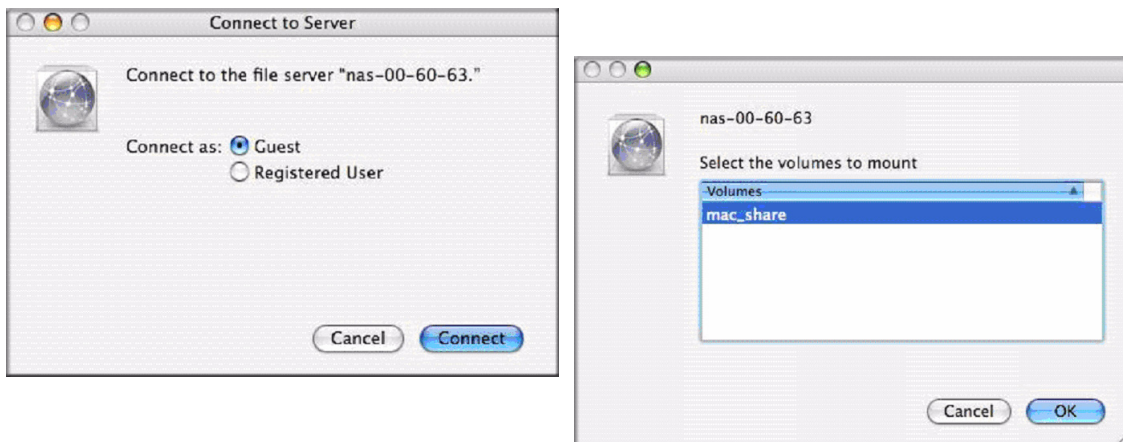 Connect to Server
Connect to the file server "nas-00-60-63."
Connect as: Guest
Registered User
Cancel Connect
nas-00-60-63
Select the volumes to mount
Volumes
mac_share
Cancel OK